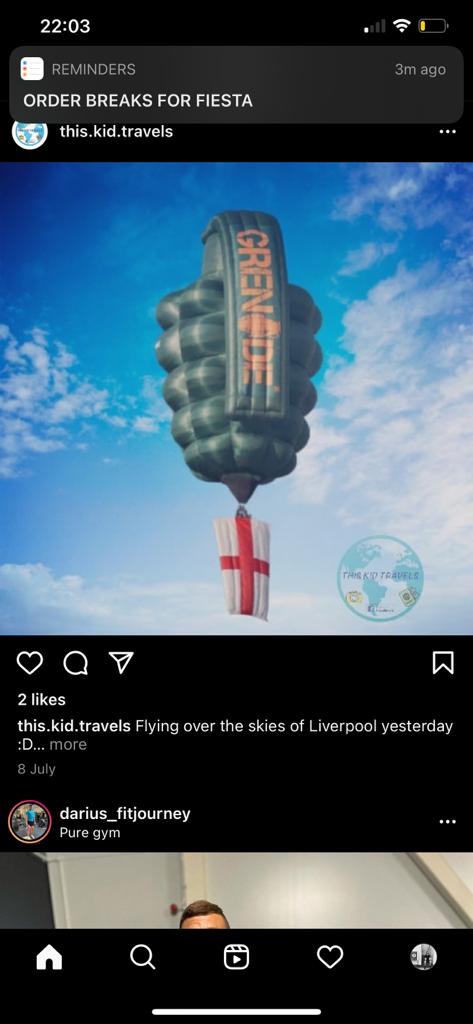 22:03
REMINDERS
3m ago
ORDER BREAKS FOR FIESTA
this.kid.travels
GRENADE
THIS KID TRAVELS
2 likes
this.kid.travels Flying over the skies of Liverpool yesterday
:D... more
8 July
darius_fitjourney
Pure gym